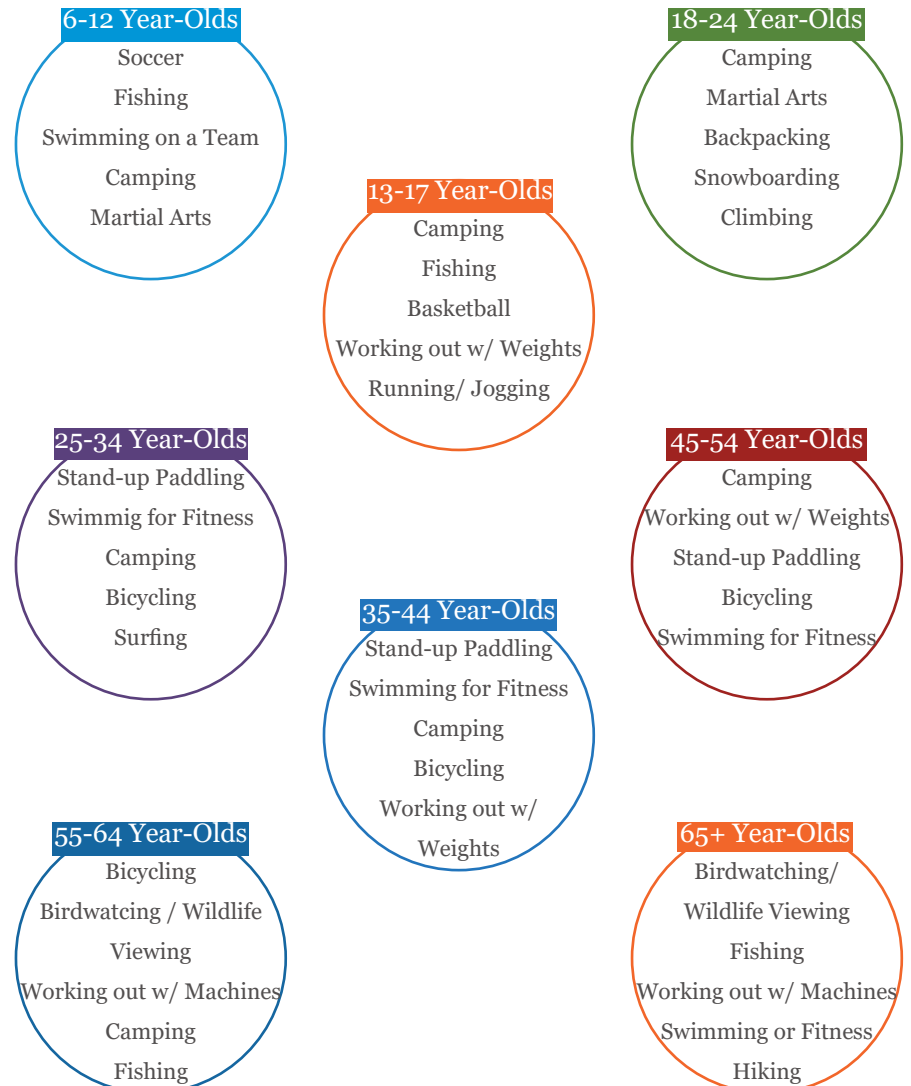 6-12 Year-Olds
Soccer
Fishing
Swimming on a Team
Camping
Martial Arts
18-24 Year-Olds
Camping
Martial Arts
Backpacking
Snowboarding
Climbing
13-17 Year-Olds
Camping
Fishing
Basketball
Working out w/ Weights
Running/ Jogging
25-34 Year-Olds
Stand-up Paddling
Swimmig for Fitness
Camping
Bicycling
Surfing
45-54 Year-Olds
Camping
Working out w/ Weights
Stand-up Paddling
Bicycling
Swimming for Fitness
35-44 Year-Olds
Stand-up Paddling
Swimming for Fitness
Camping
Bicycling
Working out w/
Weights
55-64 Year-Olds
Bicycling
Birdwatcing / Wildlife
Viewing
Working out w/ Machines
Camping
Fishing
65+ Year-Olds
Birdwatching/
Wildlife Viewing
Fishing
Working out w/ Machines
Swimming or Fitness
Hiking